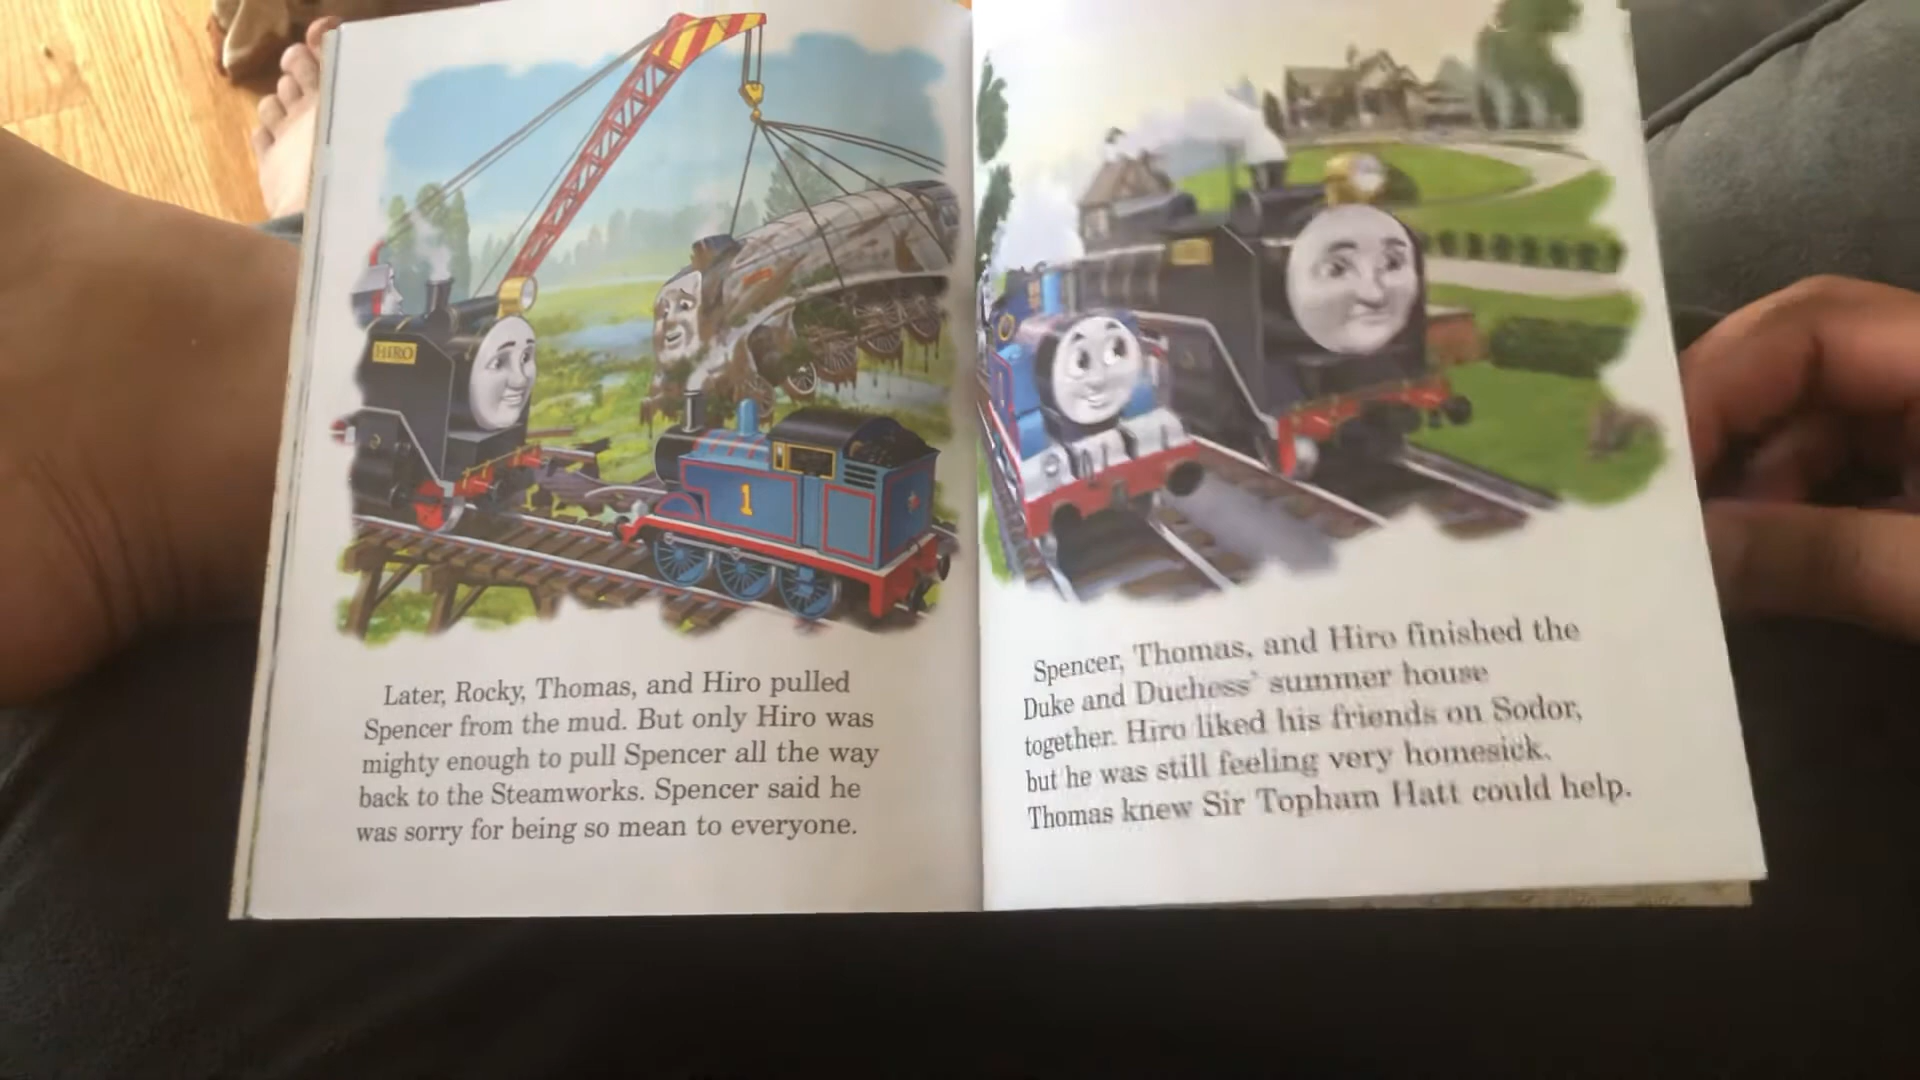 HIRO
1
Later, Rocky, Thomas, and Hiro pulled
Spencer from the mud. But only Hiro was
mighty enough to pull Spencer all the way
back to the Steamworks. Spencer said he
was sorry for being so mean to everyone.
Spencer, Thomas, and Hiro finished the
Duke and Duchess’ summer house
together. Hiro liked his friends on Sodor,
but he was still feeling very homesick.
Thomas knew Sir Topham Hatt could help.